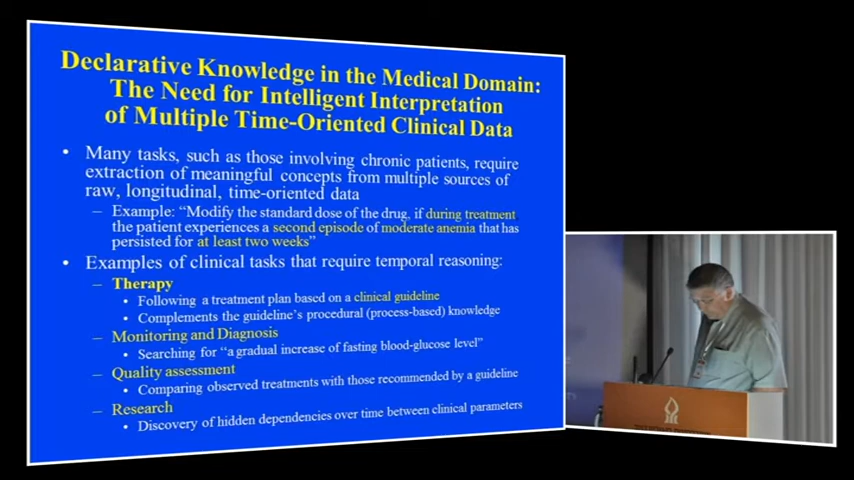 Declarative Knowledge in the Medical Domain:
The Need for Intelligent Interpretation
of Multiple Time-Oriented Clinical Data
• Many tasks, such as those involving chronic patients, require
extraction of meaningful concepts from multiple sources of
raw, longitudinal, time-oriented data
– Example: “Modify the standard dose of the drug, if during treatment,
the patient experiences a second episode of moderate anemia that has
persisted for at least two weeks”
• Examples of clinical tasks that require temporal reasoning:
– Therapy
• Following a treatment plan based on a clinical guideline
• Complements the guideline's procedural (process-based) knowledge
– Monitoring and Diagnosis
• Searching for “a gradual increase of fasting blood-glucose level”
– Quality assessment
• Comparing observed treatments with those recommended by a guideline
– Research
• Discovery of hidden dependencies over time between clinical parameters